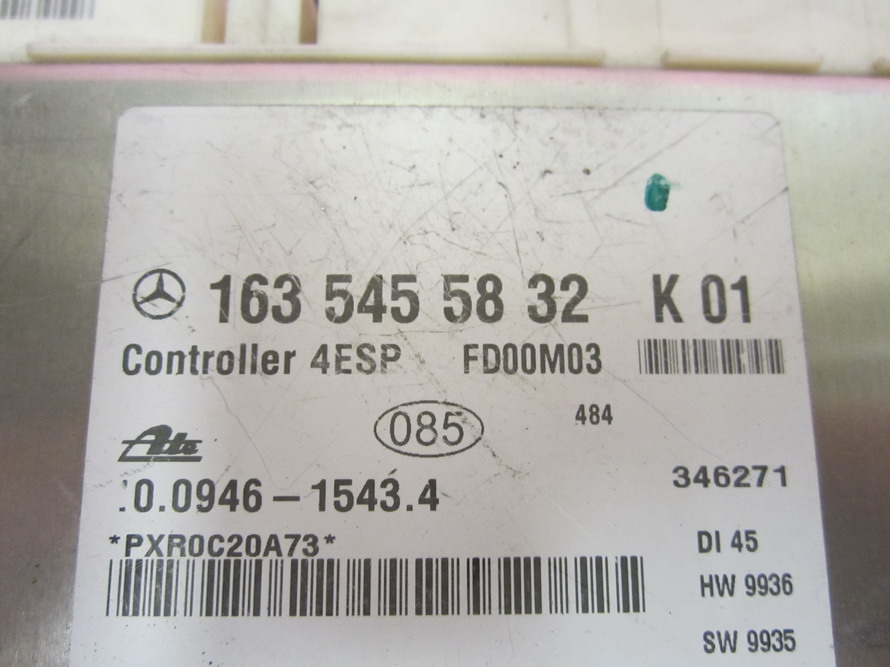 163 545 58 32 K 01
Controller 4ESP FD00M03
085 484
Ate
.0.0946-1543.4 346271
*PXR0C20A73* DI 45
HW 9936
SW 9935